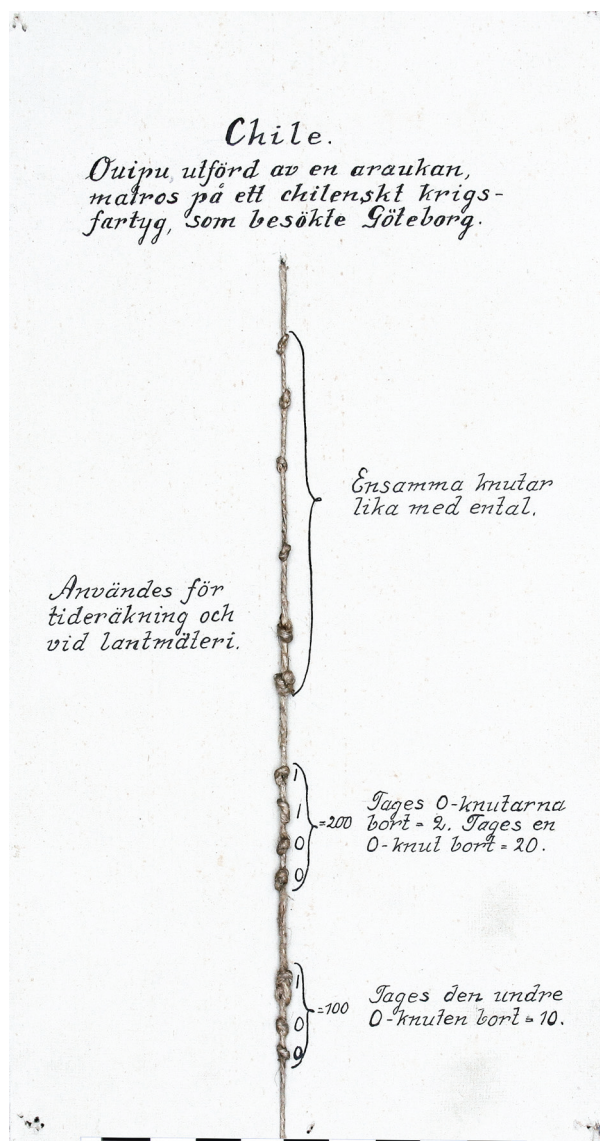 Chile.
Quipu utförd av en araukan,
matros på ett chilenskt krigs-
fartyg, som besökte Göteborg.
Ensamma knutar
lika med ental.
Användes för
tideräkning och
vid lantmäteri.
1
1
0
0
=200
Tages 0-knutarna
bort = 2. Tages en
0-knut bort = 20.
1
0
0
=100
Tages den undre
0-knuten bort = 10.